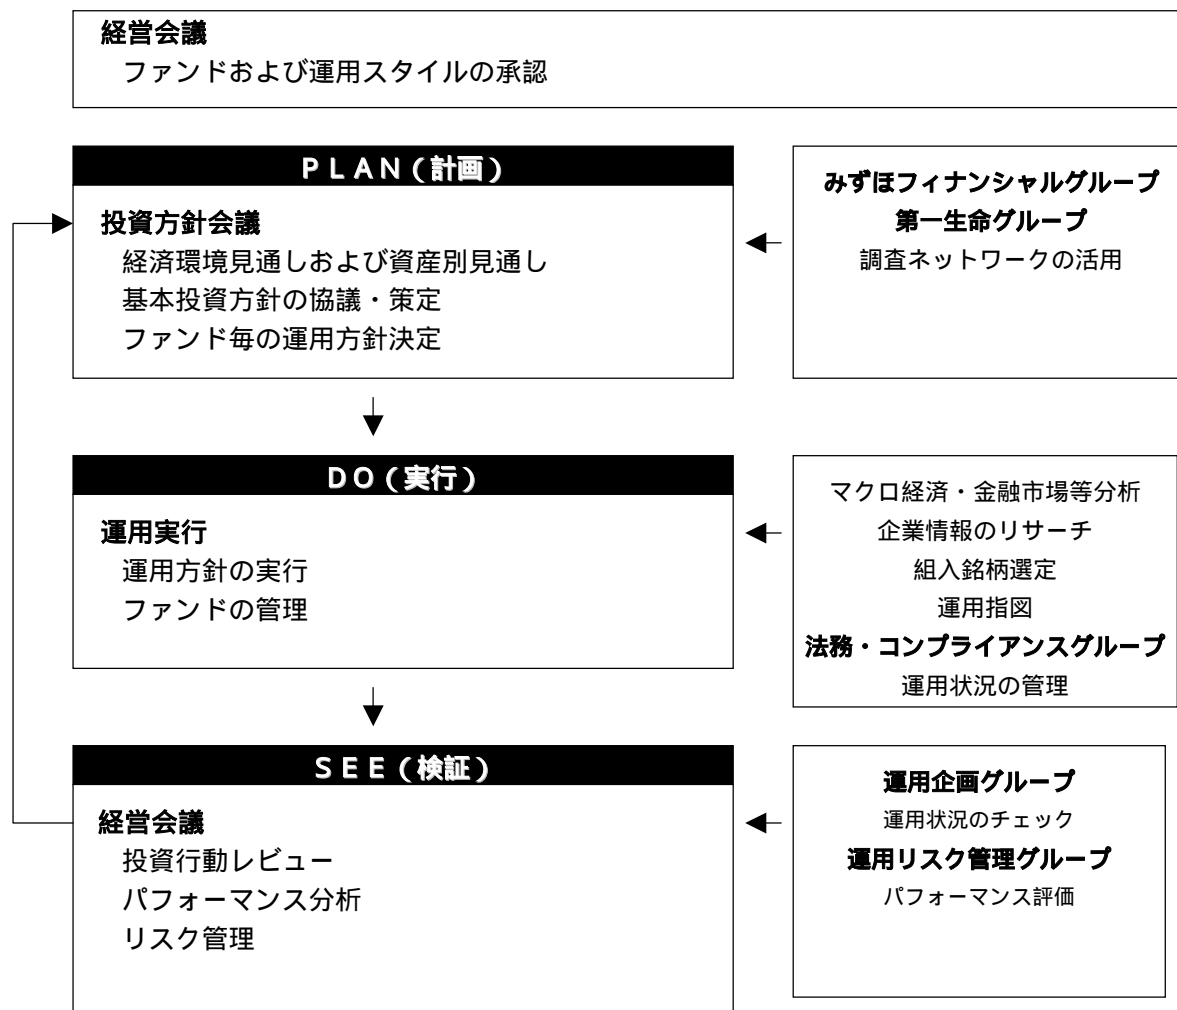 経営会議
ファンドおよび運用スタイルの承認
PLAN(計画)
投資方針会議
経済環境見通しおよび資産別見通し
基本投資方針の協議・策定
ファンド毎の運用方針決定
みずほフィナンシャルグループ
第一生命グループ
調査ネットワークの活用
DO(実行)
運用実行
運用方針の実行
ファンドの管理
マクロ経済・金融市場等分析
企業情報のリサーチ
組入銘柄選定
運用指図
法務・コンプライアンスグループ
運用状況の管理
SEE(検証)
経営会議
投資行動レビュー
パフォーマンス分析
リスク管理
運用企画グループ
運用状況のチェック
運用リスク管理グループ
パフォーマンス評価